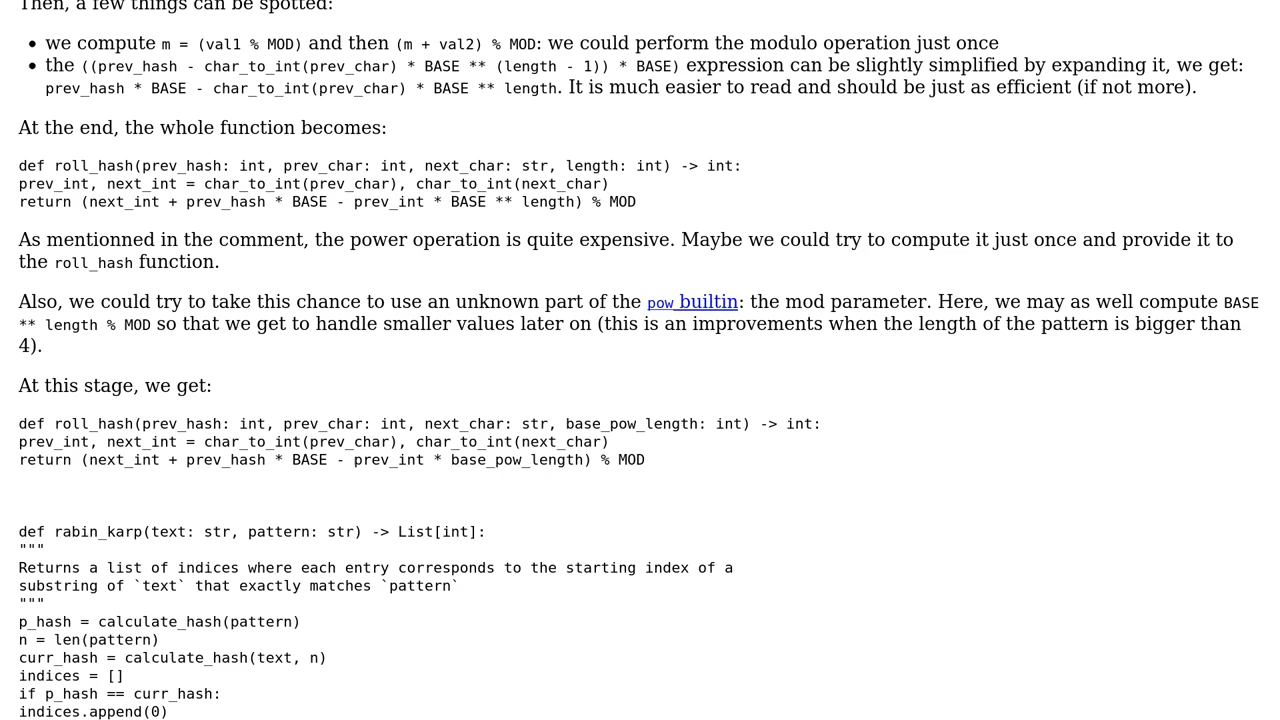 Then, a few things can be spotted:
we compute m = (val1 % MOD) and then (m + val2) % MOD: we could perform the modulo operation just once
the ((prev_hash - char_to_int(prev_char) * BASE ** (length - 1)) * BASE) expression can be slightly simplified by expanding it, we get:
prev_hash * BASE - char_to_int(prev_char) * BASE ** length. It is much easier to read and should be just as efficient (if not more).
At the end, the whole function becomes:
def roll_hash(prev_hash: int, prev_char: int, next_char: str, length: int) -> int:
prev_int, next_int = char_to_int(prev_char), char_to_int(next_char)
return (next_int + prev_hash * BASE - prev_int * BASE ** length) % MOD
As mentionned in the comment, the power operation is quite expensive. Maybe we could try to compute it just once and provide it to
the roll_hash function.
Also, we could try to take this chance to use an unknown part of the pow builtin: the mod parameter. Here, we may as well compute BASE
** length % MOD so that we get to handle smaller values later on (this is an improvements when the length of the pattern is bigger than
4).
At this stage, we get:
def roll_hash(prev_hash: int, prev_char: int, next_char: str, base_pow_length: int) -> int:
prev_int, next_int = char_to_int(prev_char), char_to_int(next_char)
return (next_int + prev_hash * BASE - prev_int * base_pow_length) % MOD
def rabin_karp(text: str, pattern: str) -> List[int]:
"""
Returns a list of indices where each entry corresponds to the starting index of a
substring of `text` that exactly matches `pattern`
"""
p_hash = calculate_hash(pattern)
n = len(pattern)
curr_hash = calculate_hash(text, n)
indices = []
if p_hash == curr_hash:
indices.append(0)